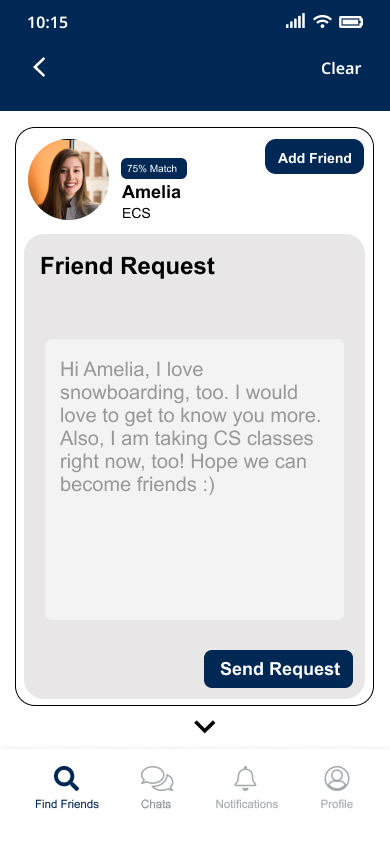 10:15
Clear
75% Match
Add Friend
Amelia
ECS
Friend Request
Hi Amelia, I love
snowboarding, too. I would
love to get to know you more.
Also, I am taking CS classes
right now, too! Hope we can
become friends :)
Send Request
Find Friends
Chats
Notifications
Profile